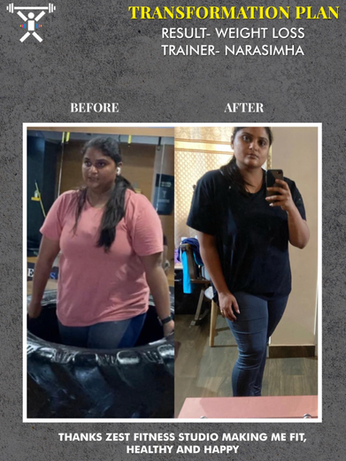 TRANSFORMATION PLAN
RESULT- WEIGHT LOSS
TRAINER- NARASIMHA
BEFORE
AFTER
THANKS ZEST FITNESS STUDIO MAKING ME FIT,
HEALTHY AND HAPPY